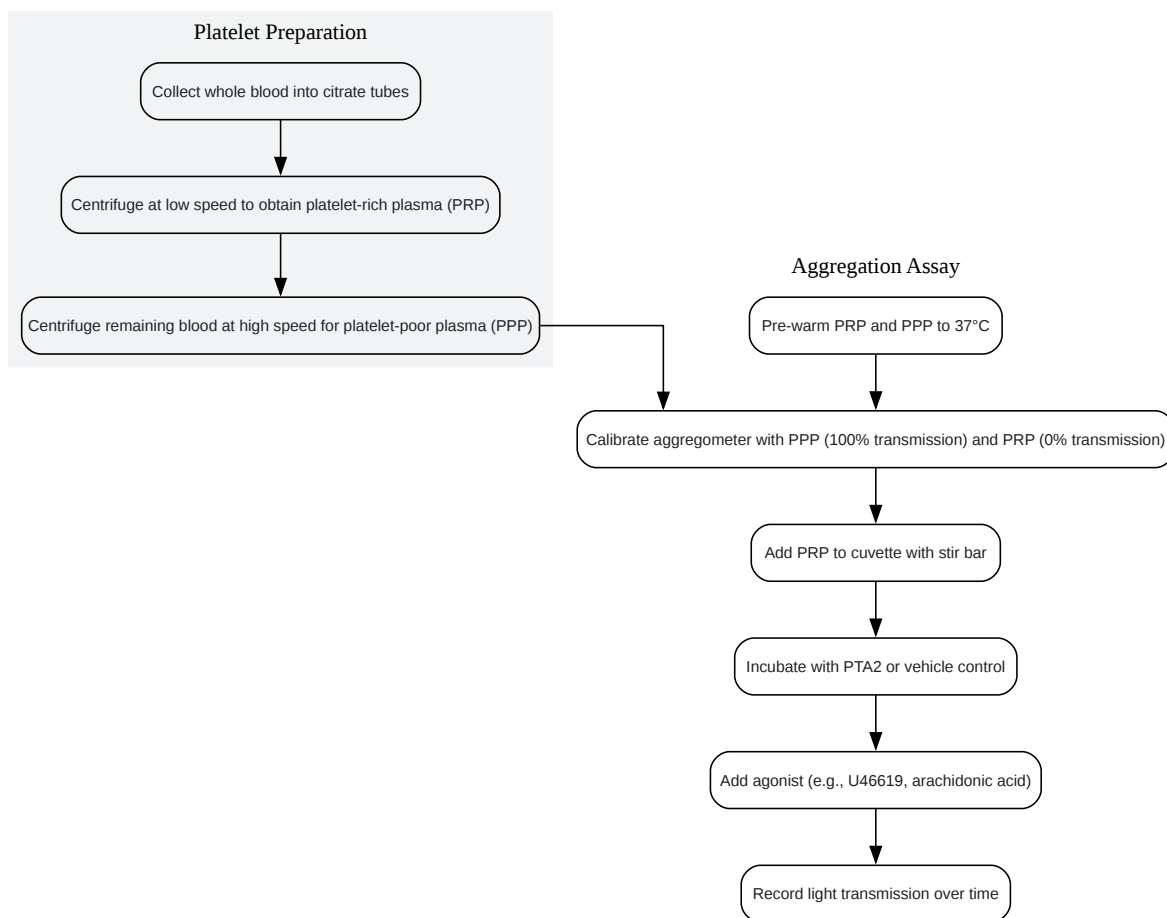 Platelet Preparation
Collect whole blood into citrate tubes
Centrifuge at low speed to obtain platelet-rich plasma (PRP)
Centrifuge remaining blood at high speed for platelet-poor plasma (PPP)
Aggregation Assay
Pre-warm PRP and PPP to 37°C
Calibrate aggregometer with PPP (100% transmission) and PRP (0% transmission)
Add PRP to cuvette with stir bar
Incubate with PTA2 or vehicle control
Add agonist (e.g., U46619, arachidonic acid)
Record light transmission over time